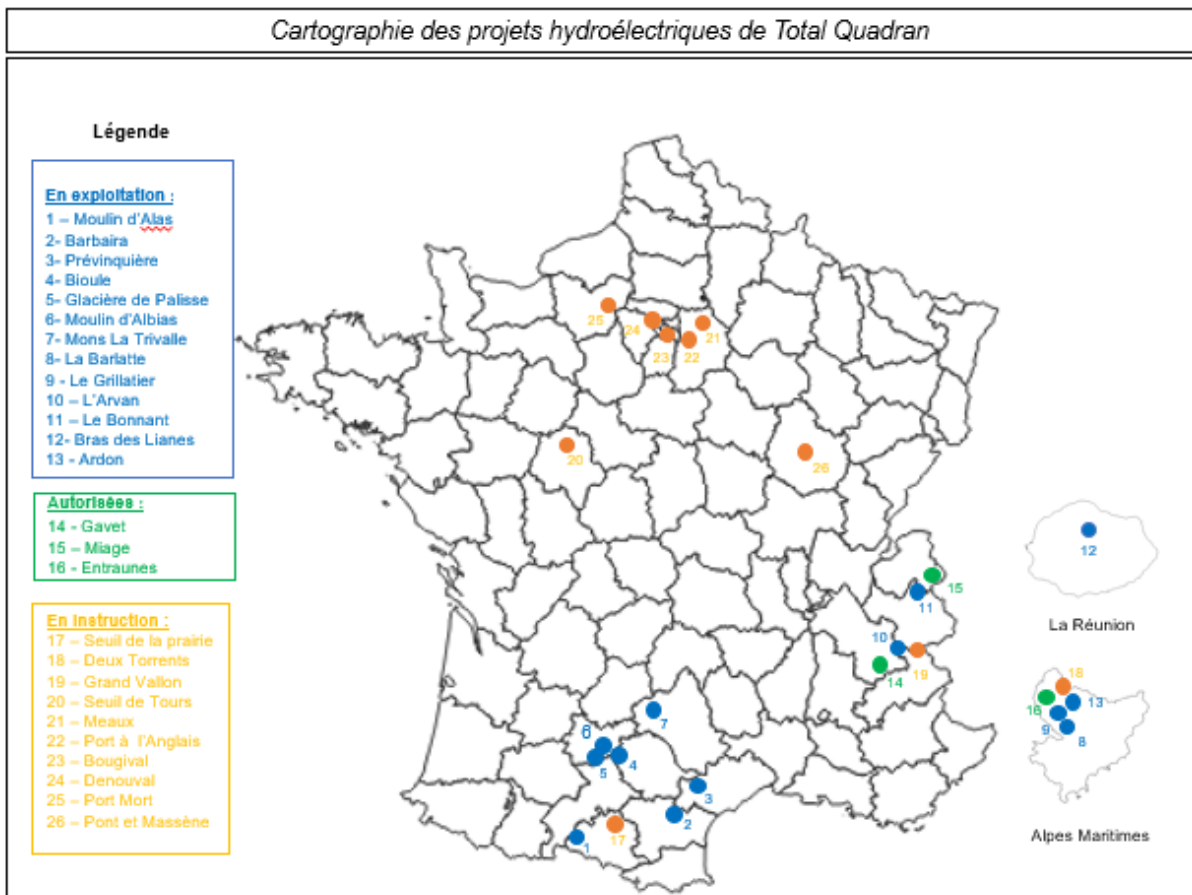 Cartographie des projets hydroélectriques de Total Quadran
Légende
En exploitation :
1 – Moulin d'Alas
2- Barbaira
3- Prévinquière
4- Bioule
5- Glacière de Palisse
6- Moulin d'Albias
7- Mons La Trivalle
8- La Barlatte
9 - Le Grillatier
10 – L'Arvan
11 – Le Bonnant
12- Bras des Lianes
13 - Ardon
Autorisées :
14 - Gavet
15 – Miage
16 - Entraunes
En instruction :
17 – Seuil de la prairie
18 – Deux Torrents
19 – Grand Vallon
20 – Seuil de Tours
21 – Meaux
22 – Port à l'Anglais
23 – Bougival
24 – Denouval
25 – Port Mort
26 – Pont et Massène
25
24
21
23
22
20
26
12
15
11
La Réunion
10
19
14
18
16
13
9
8
7
6
5
4
3
2
17
1
Alpes Maritimes